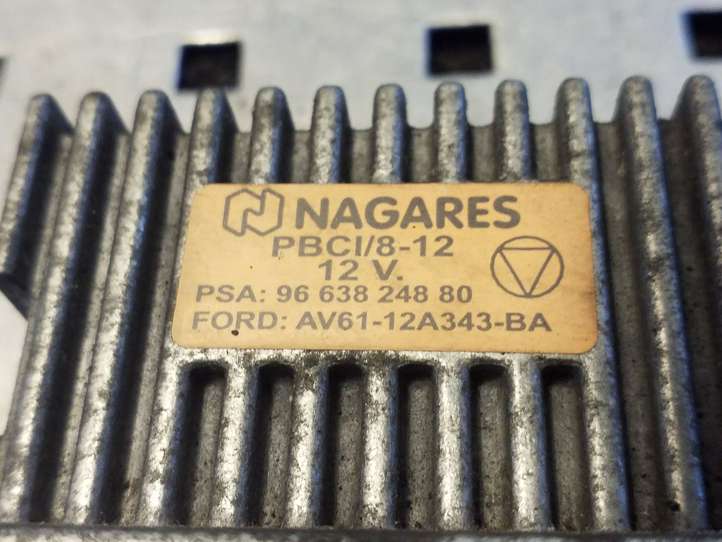 NAGARES
PBCI/8-12
12 V.
PSA: 96 638 248 80
FORD: AV61-12A343-BA